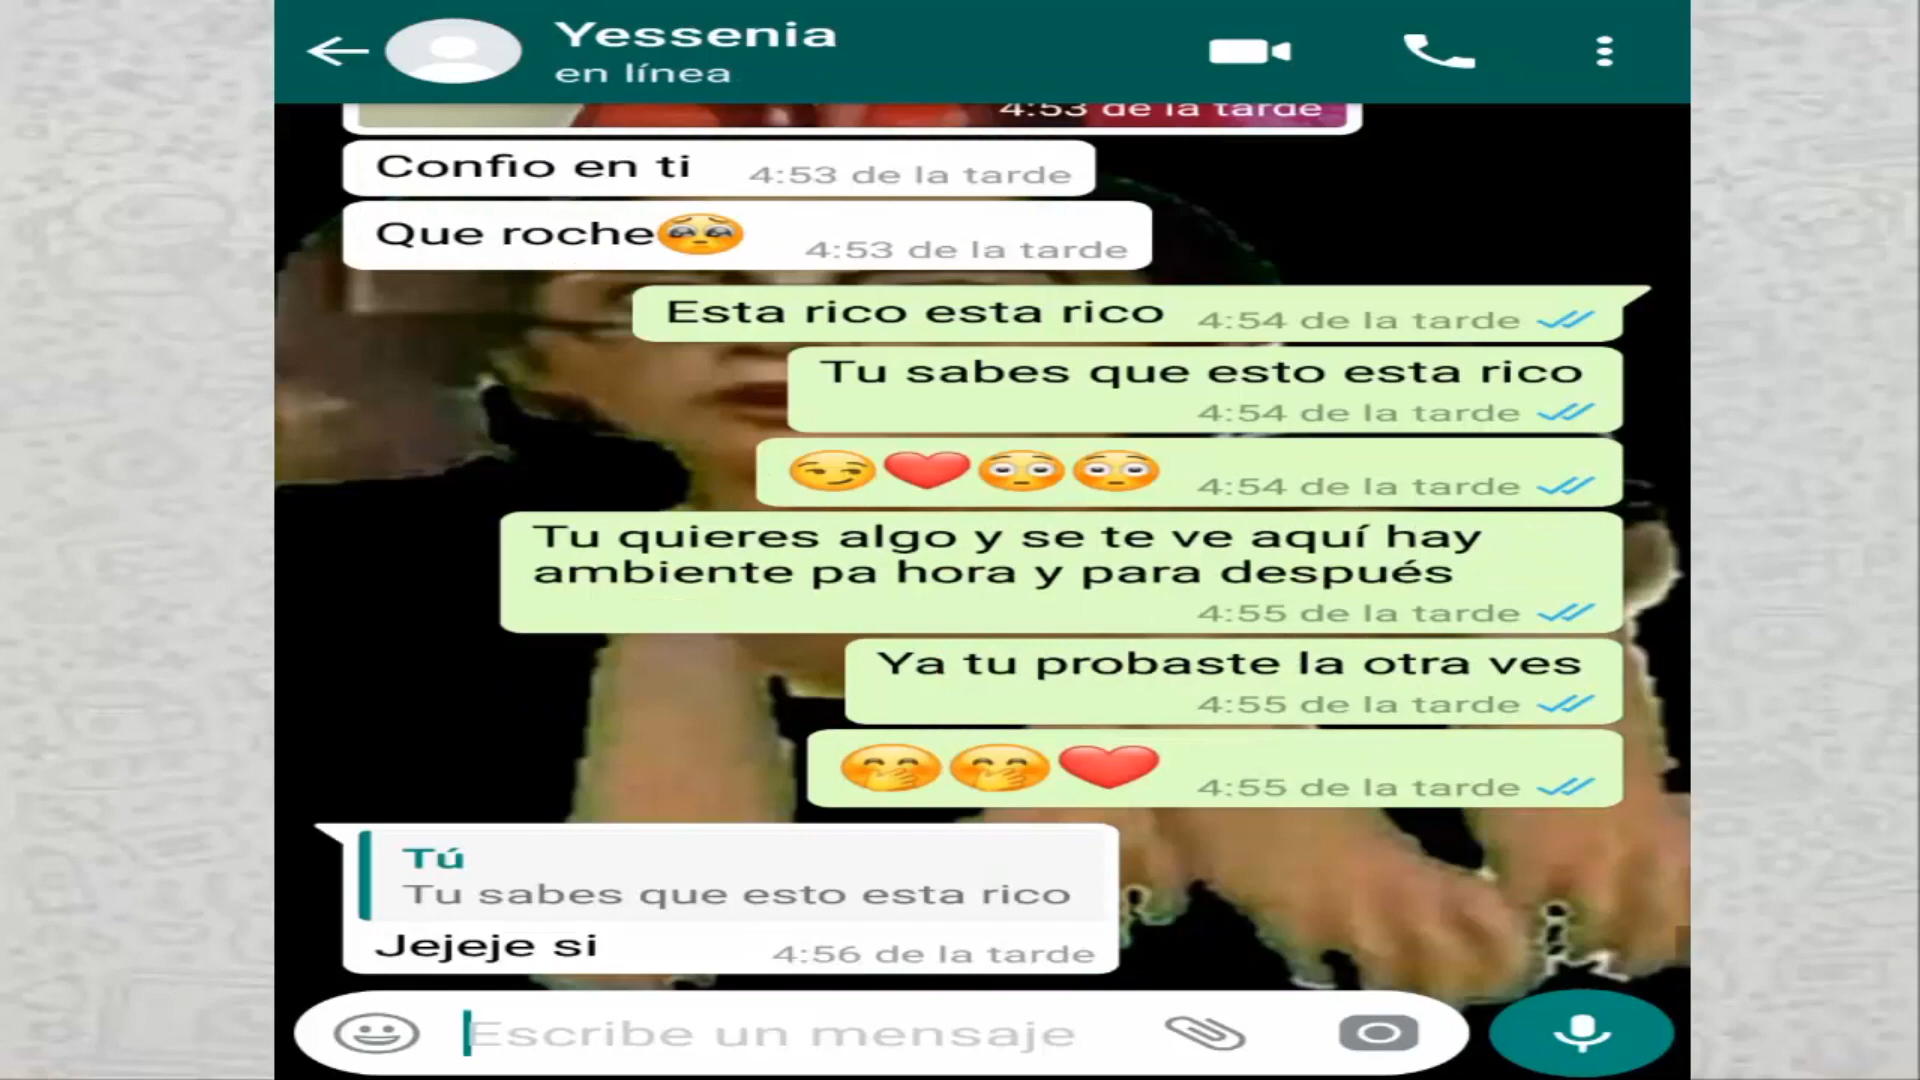 Yessenia
en línea
4:53 de la tarde
Confio en ti 4:53 de la tarde
Que roche🥺 4:53 de la tarde
Esta rico esta rico 4:54 de la tarde
Tu sabes que esto esta rico
4:54 de la tarde
😏❤️😳😳 4:54 de la tarde
Tu quieres algo y se te ve aquí hay
ambiente pa hora y para después
4:55 de la tarde
Ya tu probaste la otra ves
4:55 de la tarde
🤭🤭❤️ 4:55 de la tarde
Tú
Tu sabes que esto esta rico
Jejeje si 4:56 de la tarde
Escribe un mensaje